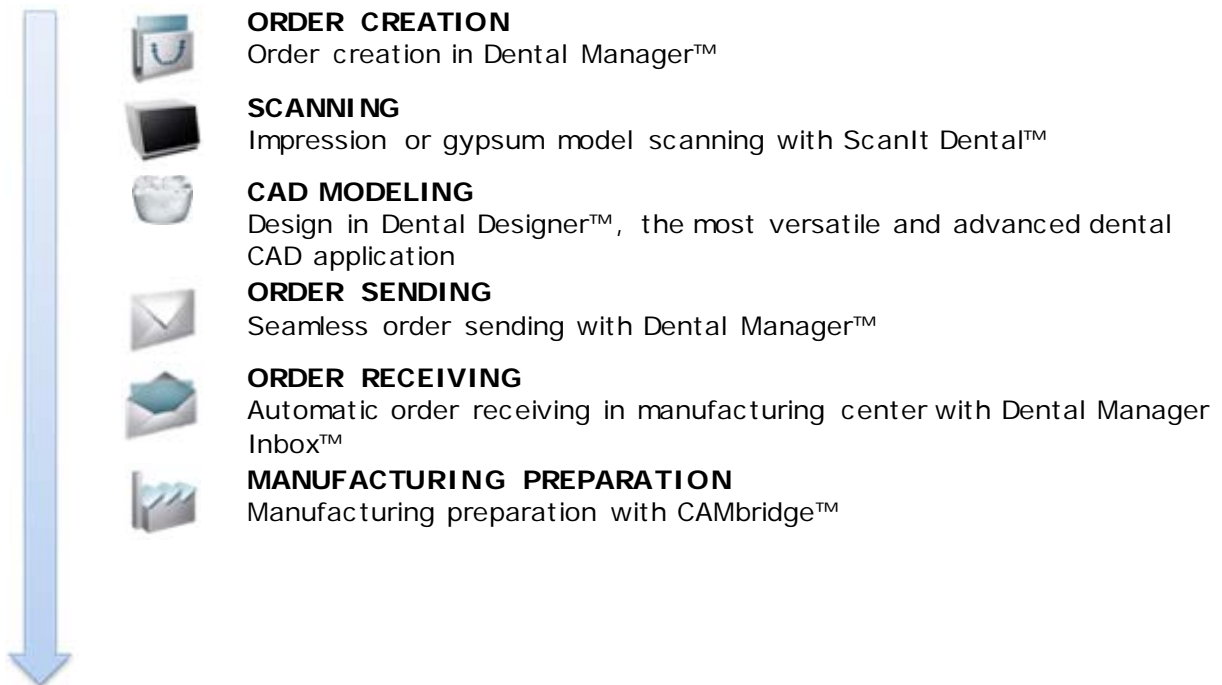 ORDER CREATION
Order creation in Dental Manager™
SCANNING
Impression or gypsum model scanning with ScanIt Dental™
CAD MODELING
Design in Dental Designer™, the most versatile and advanced dental
CAD application
ORDER SENDING
Seamless order sending with Dental Manager™
ORDER RECEIVING
Automatic order receiving in manufacturing center with Dental Manager
Inbox™
MANUFACTURING PREPARATION
Manufacturing preparation with CAMbridge™